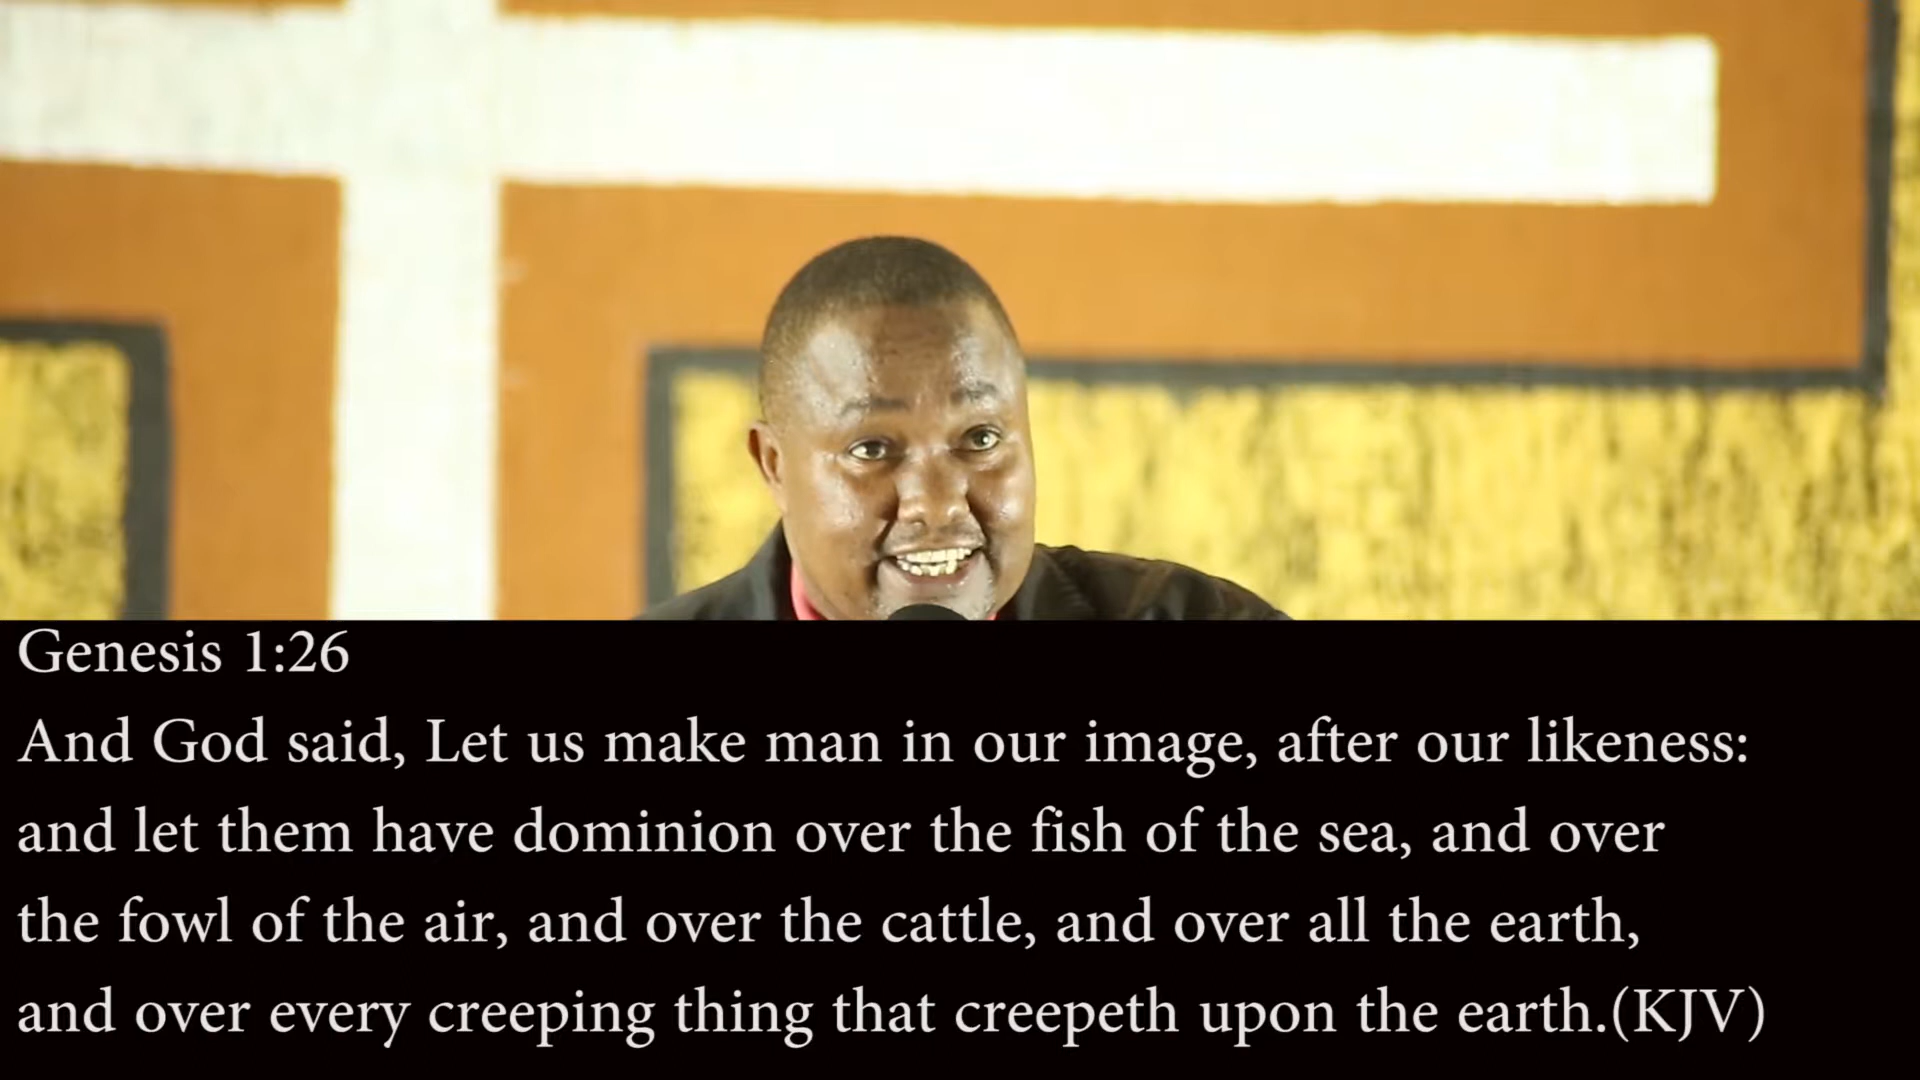 Genesis 1:26
And God said, Let us make man in our image, after our likeness:
and let them have dominion over the fish of the sea, and over
the fowl of the air, and over the cattle, and over all the earth,
and over every creeping thing that creepeth upon the earth.(KJV)